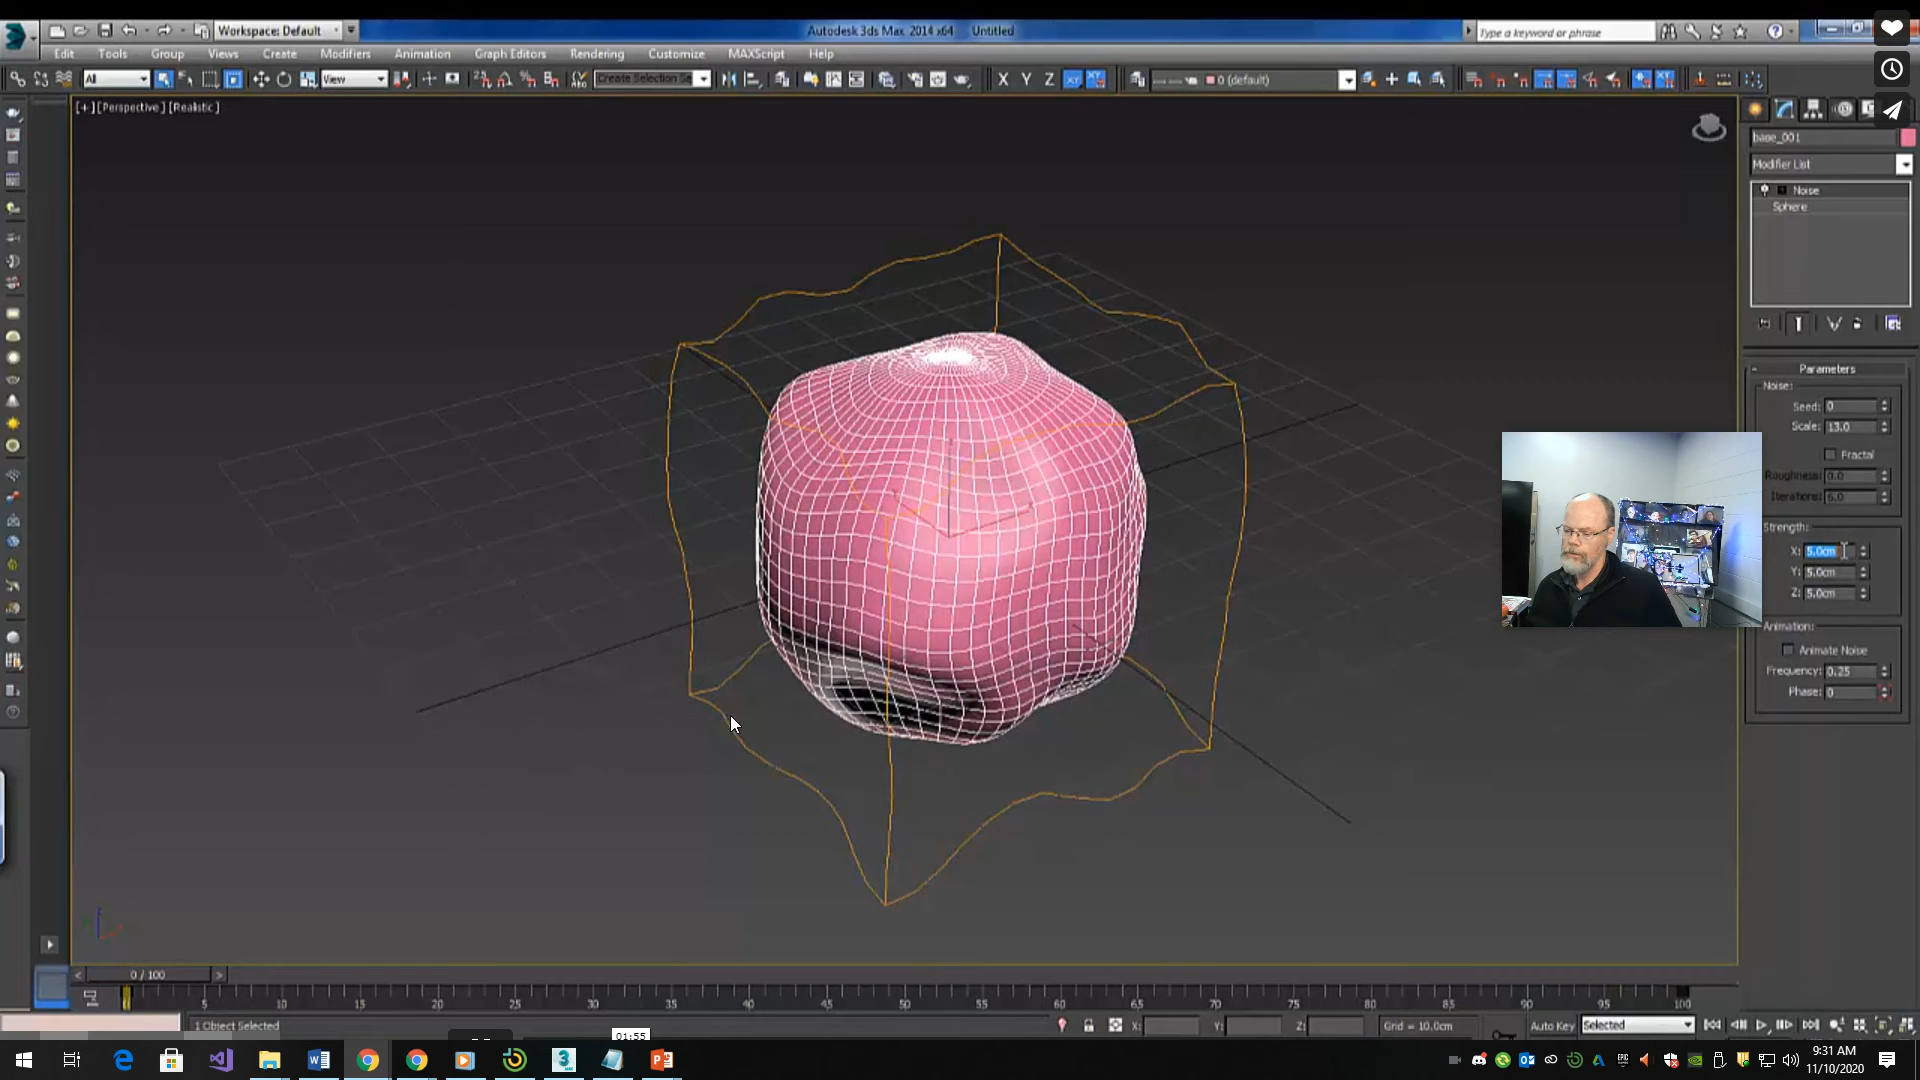 Workspace: Default
Autodesk 3ds Max 2014 x64 Untitled
Type a keyword or phrase
Edit Tools Group Views Create Modifiers Animation Graph Editors Rendering Customize MAXScript Help
All
View
Create Selection Se
X Y Z XY
0 (default)
[+] [Perspective] [Realistic]
base_001
Modifier List
Noise
Sphere
- Parameters
Noise:
Seed: 0
Scale: 13.0
Fractal
Roughness: 0.0
Iterations: 6.0
Strength:
X: 5.0cm
Y: 5.0cm
Z: 5.0cm
Animation:
Animate Noise
Frequency: 0.25
Phase: 0
< 0 / 100 >
5 10 15 20 25 30 35 40 45 50 55 60 65 70 75 80 85 90 95 100
1 Object Selected
X: Y: Z:
Grid = 10.0cm
Auto Key Selected
01:55
9:31 AM
11/10/2020